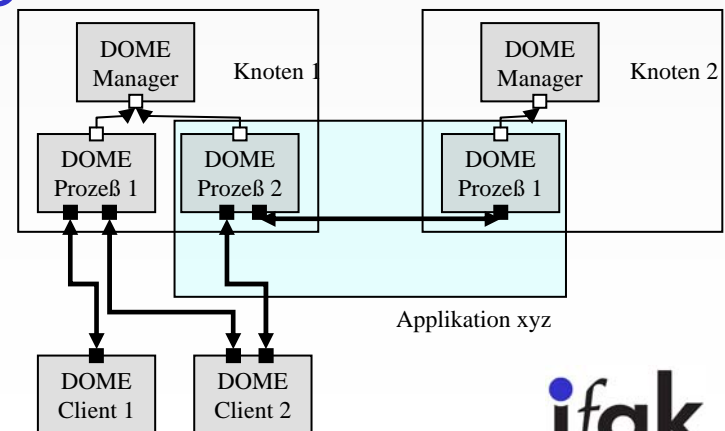 DOME
Manager
Knoten 1
DOME
Manager
Knoten 2
DOME
Prozeß 1
DOME
Prozeß 2
DOME
Prozeß 1
Applikation xyz
DOME
Client 1
DOME
Client 2
ifak